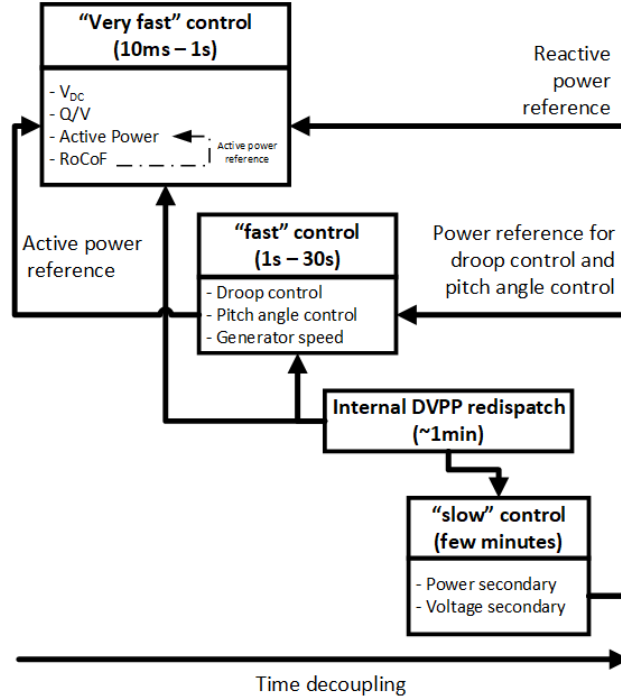 “Very fast” control
(10ms – 1s)
- VDC
- Q/V
- Active Power
- RoCoF
Active power
reference
Reactive
power
reference
Active power
reference
“fast” control
(1s – 30s)
- Droop control
- Pitch angle control
- Generator speed
Power reference for
droop control and
pitch angle control
Internal DVPP redispatch
(~1min)
“slow” control
(few minutes)
- Power secondary
- Voltage secondary
Time decoupling